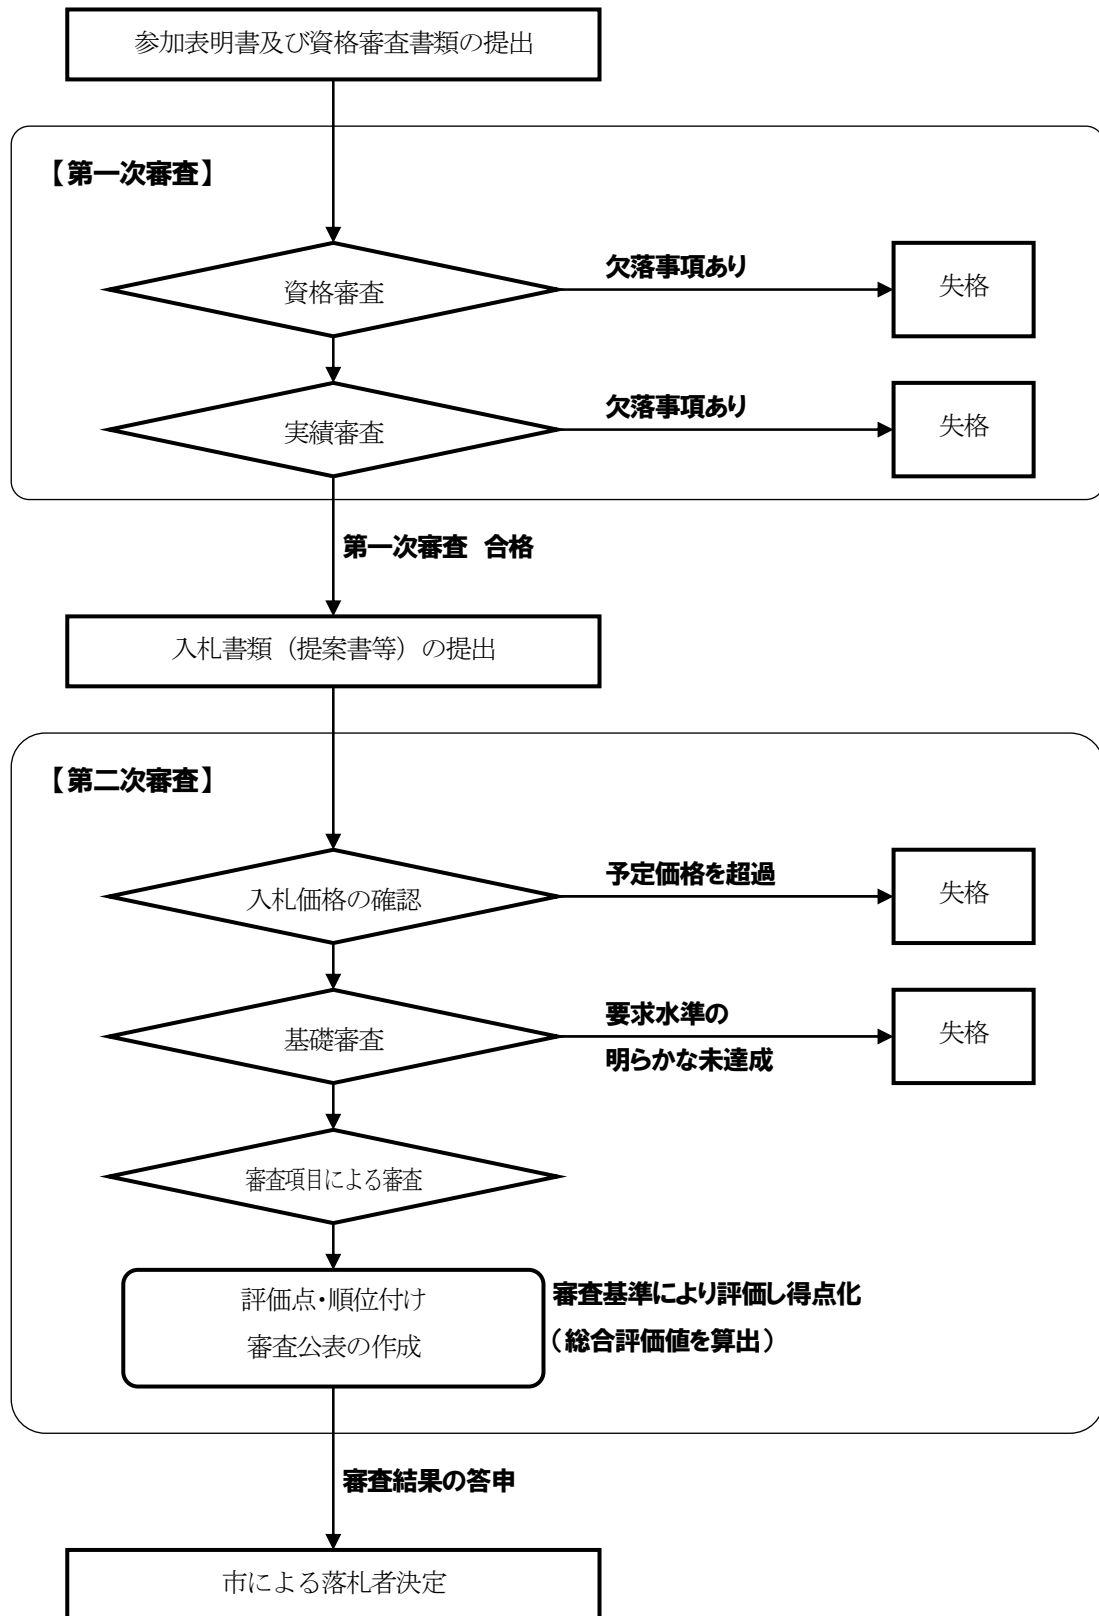 参加表明書及び資格審査書類の提出
【第一次審査】
資格審査
欠落事項あり
失格
実績審査
欠落事項あり
失格
第一次審査 合格
入札書類（提案書等）の提出
【第二次審査】
入札価格の確認
予定価格を超過
失格
基礎審査
要求水準の
明らかな未達成
失格
審査項目による審査
評価点・順位付け
審査公表の作成
審査基準により評価し得点化
（総合評価値を算出）
審査結果の答申
市による落札者決定